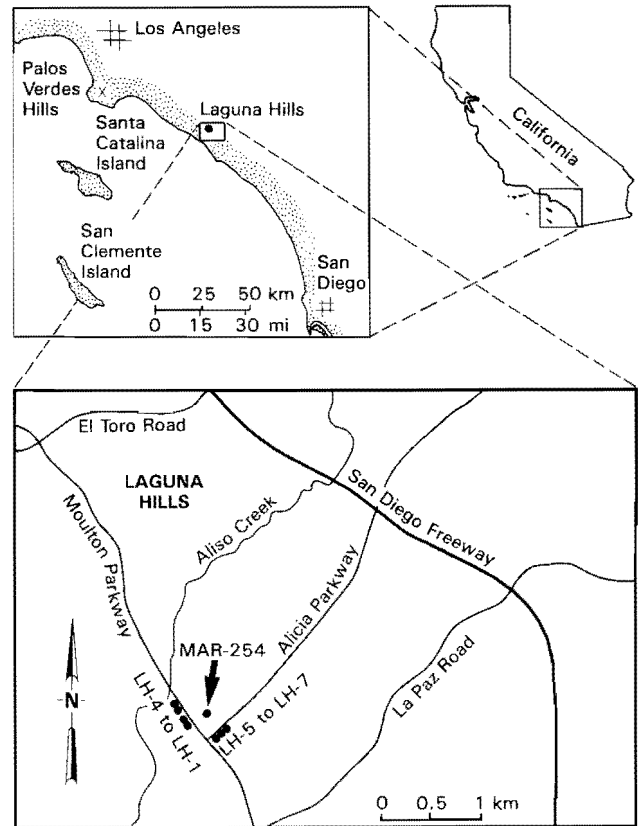 Los Angeles
Palos
Verdes
Hills
Laguna Hills
Santa
Catalina
Island
San
Clemente
Island
San
Diego
0 25 50 km
0 15 30 mi
California
El Toro Road
LAGUNA
HILLS
Moulton Parkway
Aliso Creek
San Diego Freeway
Alicia Parkway
MAR-254
La Paz Road
LH-4 to LH-1
LH-5 to LH-7
N
0 0.5 1 km